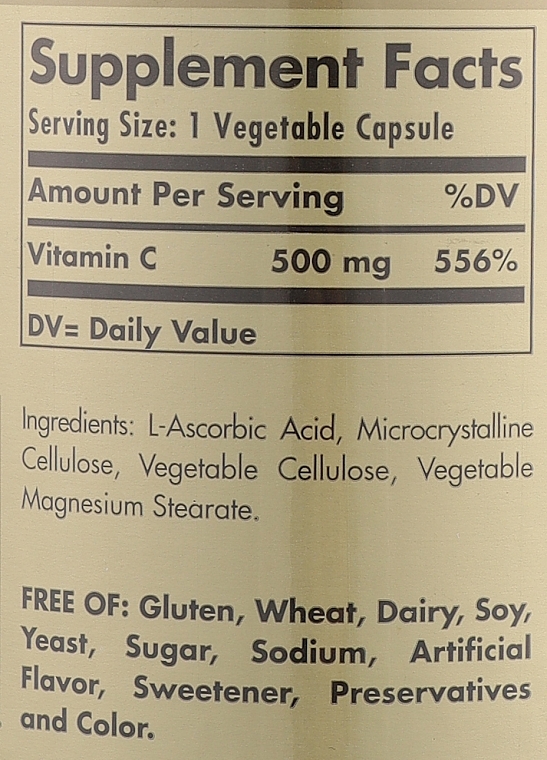 Supplement Facts
Serving Size: 1 Vegetable Capsule
Amount Per Serving %DV
Vitamin C 500 mg 556%
DV= Daily Value
Ingredients: L-Ascorbic Acid, Microcrystalline
Cellulose, Vegetable Cellulose, Vegetable
Magnesium Stearate.
FREE OF: Gluten, Wheat, Dairy, Soy,
Yeast, Sugar, Sodium, Artificial
Flavor, Sweetener, Preservatives
and Color.